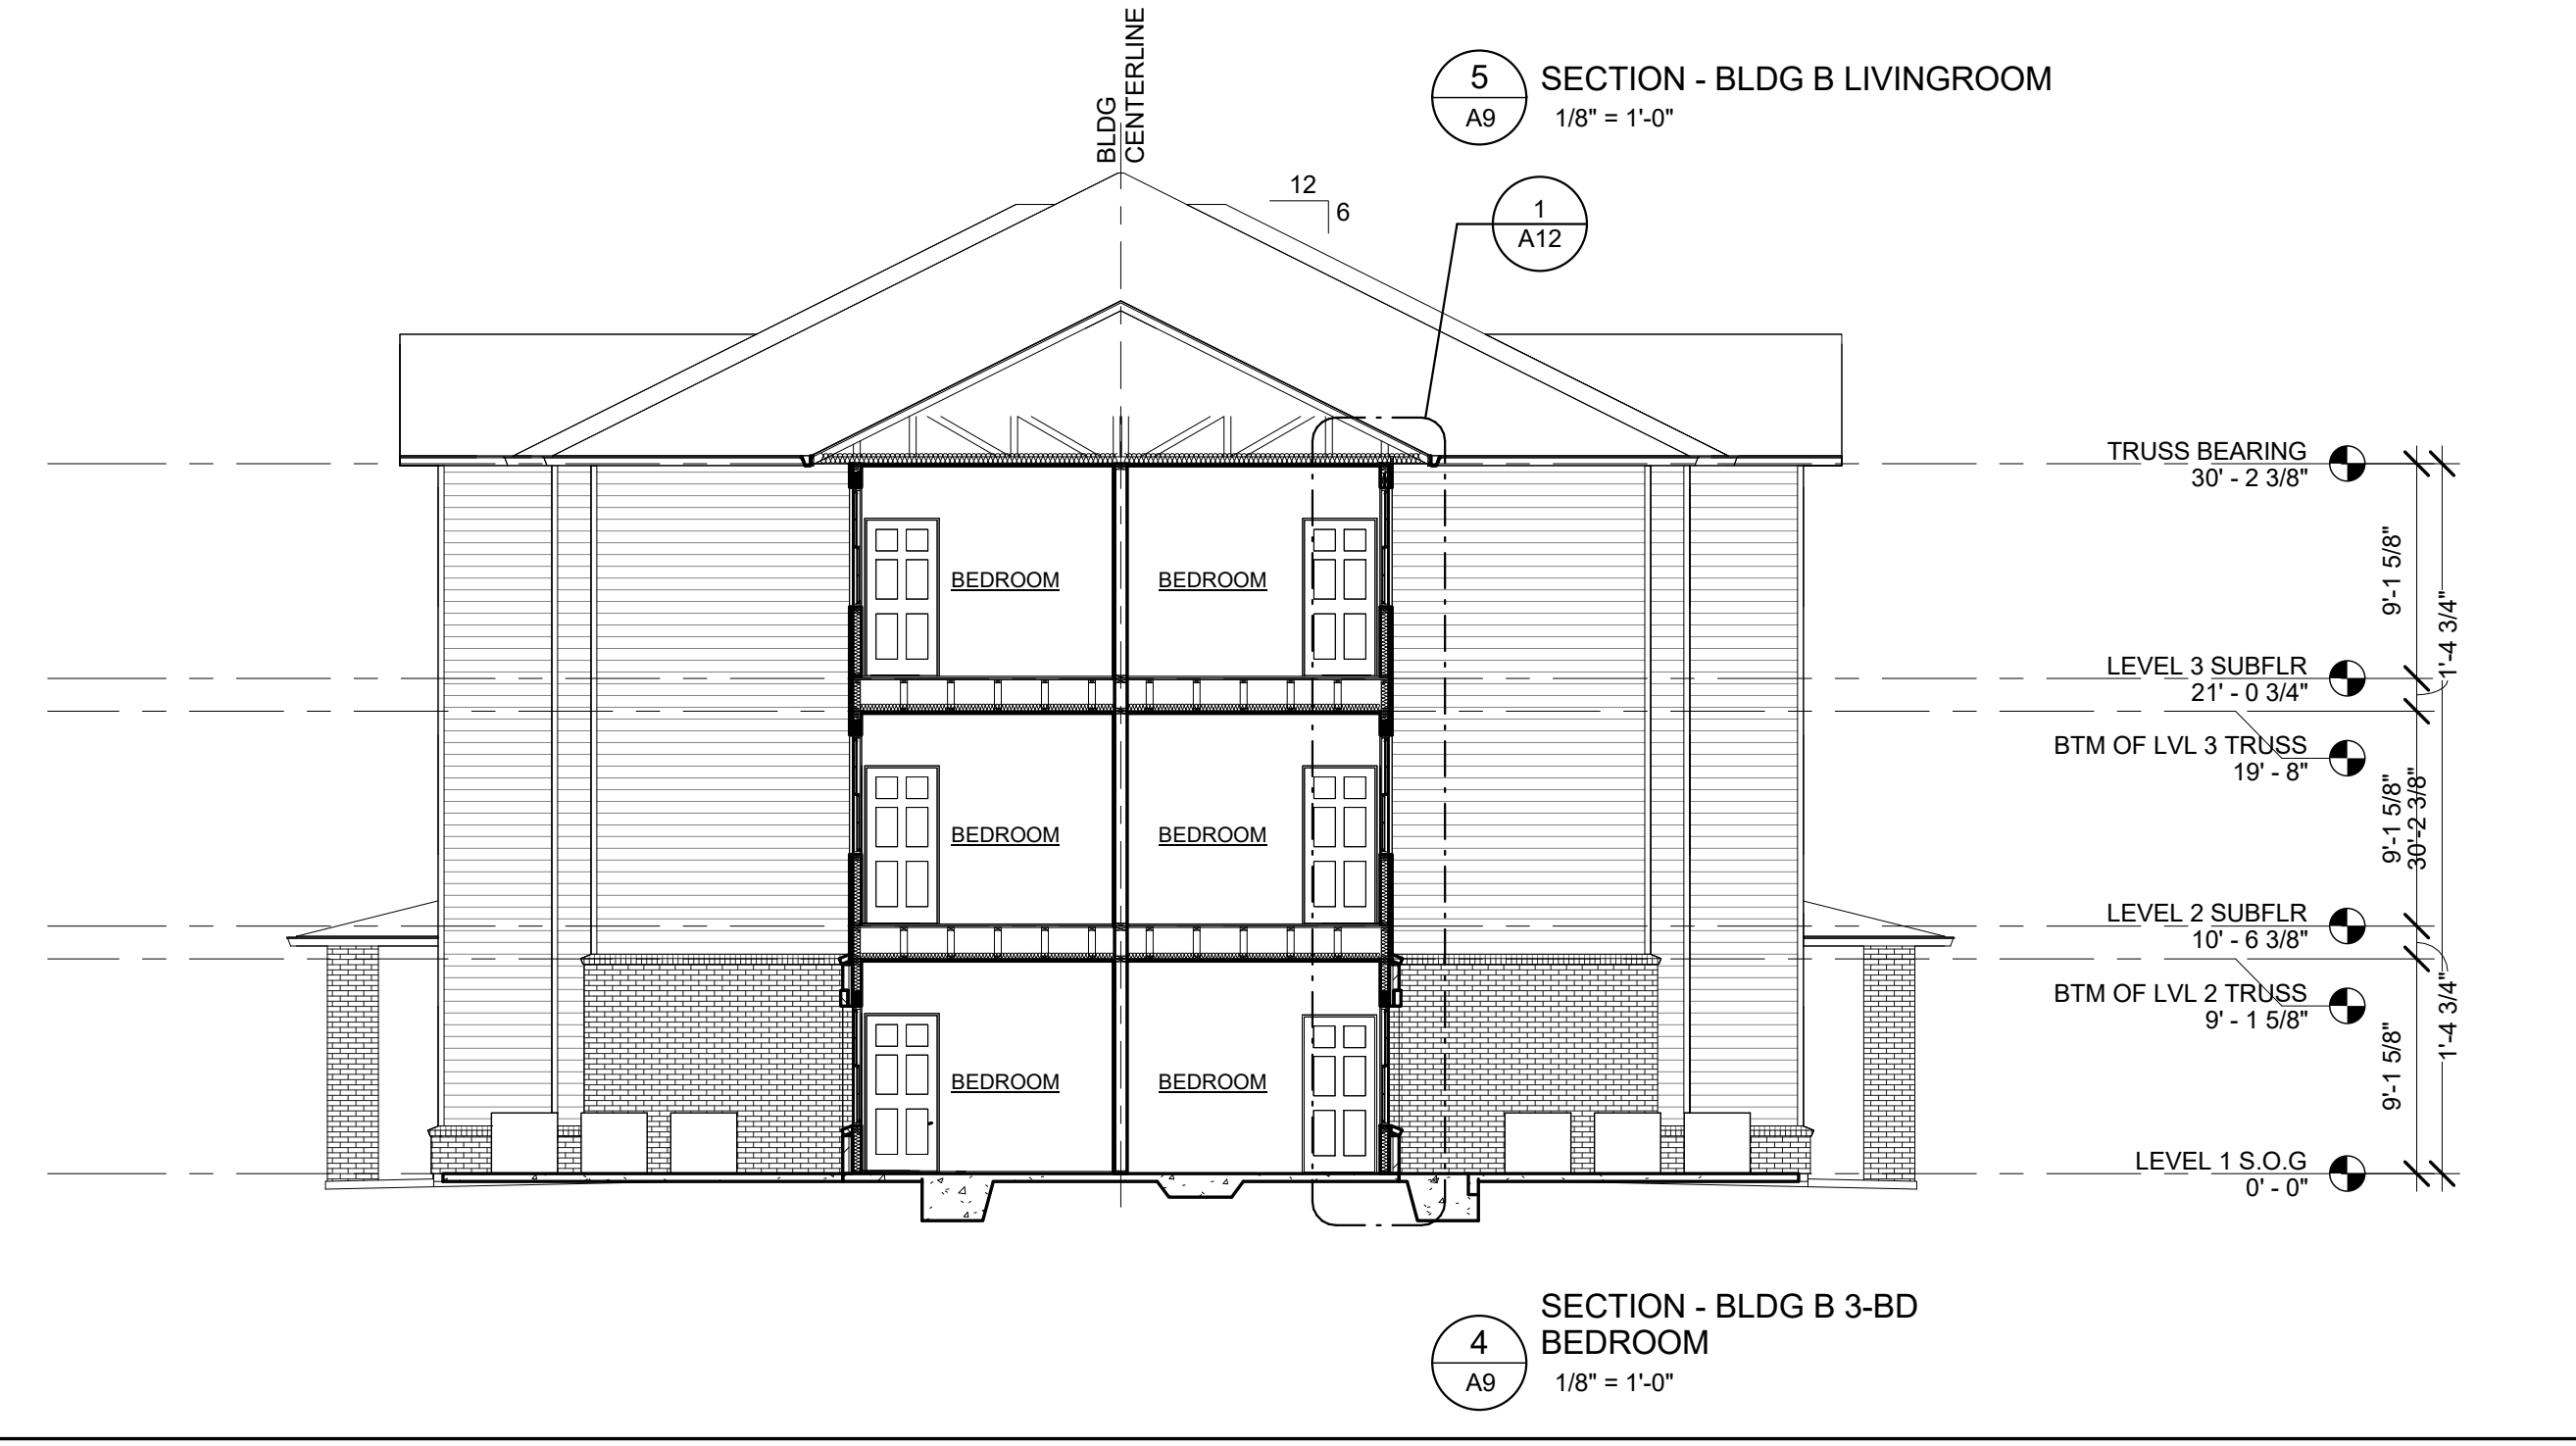 BLDG
CENTERLINE
5
A9
SECTION - BLDG B LIVINGROOM
1/8" = 1'-0"
12
6
1
A12
TRUSS BEARING
30' - 2 3/8"
9'-1 5/8"
1'-4 3/4"
BEDROOM
BEDROOM
LEVEL 3 SUBFLR
21' - 0 3/4"
BTM OF LVL 3 TRUSS
19' - 8"
9'-1 5/8"
30'-2 3/8"
BEDROOM
BEDROOM
LEVEL 2 SUBFLR
10' - 6 3/8"
BTM OF LVL 2 TRUSS
9' - 1 5/8"
1'-4 3/4"
9'-1 5/8"
BEDROOM
BEDROOM
LEVEL 1 S.O.G
0' - 0"
4
A9
SECTION - BLDG B 3-BD
BEDROOM
1/8" = 1'-0"